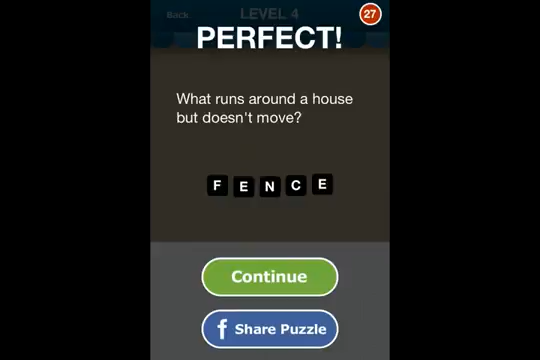 Back
LEVEL 4
27
PERFECT!
What runs around a house
but doesn't move?
F E N C E
Continue
f Share Puzzle